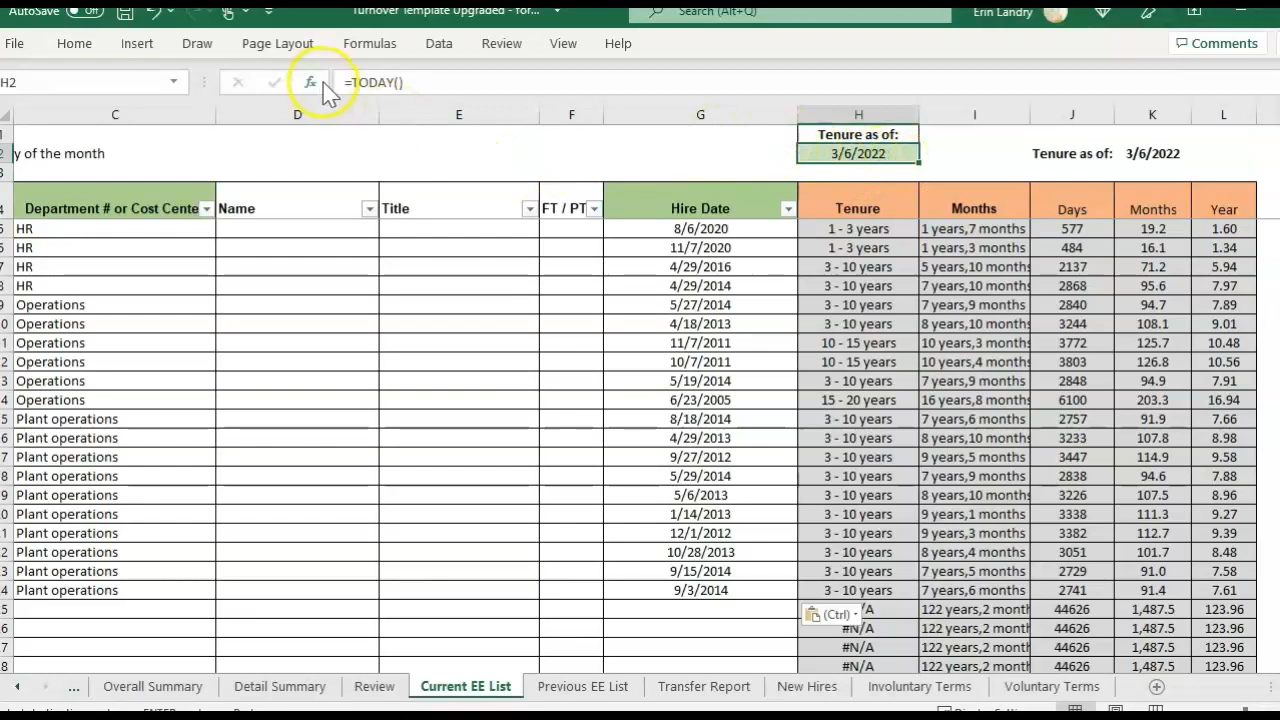 AutoSave Off Turnover Template Upgraded - Yor... Search (Alt+Q) Erin Landry
File Home Insert Draw Page Layout Formulas Data Review View Help Comments
H2 fx =TODAY()
C D E F G H I J K L
Tenure as of:
y of the month 3/6/2022 Tenure as of: 3/6/2022
Department # or Cost Cente Name Title FT / PT Hire Date Tenure Months Days Months Year
HR 8/6/2020 1 - 3 years 1 years,7 months 577 19.2 1.60
HR 11/7/2020 1 - 3 years 1 years,3 months 484 16.1 1.34
HR 4/29/2016 3 - 10 years 5 years,10 months 2137 71.2 5.94
HR 4/29/2014 3 - 10 years 7 years,10 months 2868 95.6 7.97
Operations 5/27/2014 3 - 10 years 7 years,9 months 2840 94.7 7.89
Operations 4/18/2013 3 - 10 years 8 years,10 months 3244 108.1 9.01
Operations 11/7/2011 10 - 15 years 10 years,3 months 3772 125.7 10.48
Operations 10/7/2011 10 - 15 years 10 years,4 months 3803 126.8 10.56
Operations 5/19/2014 3 - 10 years 7 years,9 months 2848 94.9 7.91
Operations 6/23/2005 15 - 20 years 16 years,8 months 6100 203.3 16.94
Plant operations 8/18/2014 3 - 10 years 7 years,6 months 2757 91.9 7.66
Plant operations 4/29/2013 3 - 10 years 8 years,10 months 3233 107.8 8.98
Plant operations 9/27/2012 3 - 10 years 9 years,5 months 3447 114.9 9.58
Plant operations 5/29/2014 3 - 10 years 7 years,9 months 2838 94.6 7.88
Plant operations 5/6/2013 3 - 10 years 8 years,10 months 3226 107.5 8.96
Plant operations 1/14/2013 3 - 10 years 9 years,1 months 3338 111.3 9.27
Plant operations 12/1/2012 3 - 10 years 9 years,3 months 3382 112.7 9.39
Plant operations 10/28/2013 3 - 10 years 8 years,4 months 3051 101.7 8.48
Plant operations 9/15/2014 3 - 10 years 7 years,5 months 2729 91.0 7.58
Plant operations 9/3/2014 3 - 10 years 7 years,6 months 2741 91.4 7.61
(Ctrl) /A 122 years,2 month 44626 1,487.5 123.96
#N/A 122 years,2 month 44626 1,487.5 123.96
#N/A 122 years,2 month 44626 1,487.5 123.96
#N/A 122 years,2 month 44626 1,487.5 123.96
... Overall Summary Detail Summary Review Current EE List Previous EE List Transfer Report New Hires Involuntary Terms Voluntary Terms